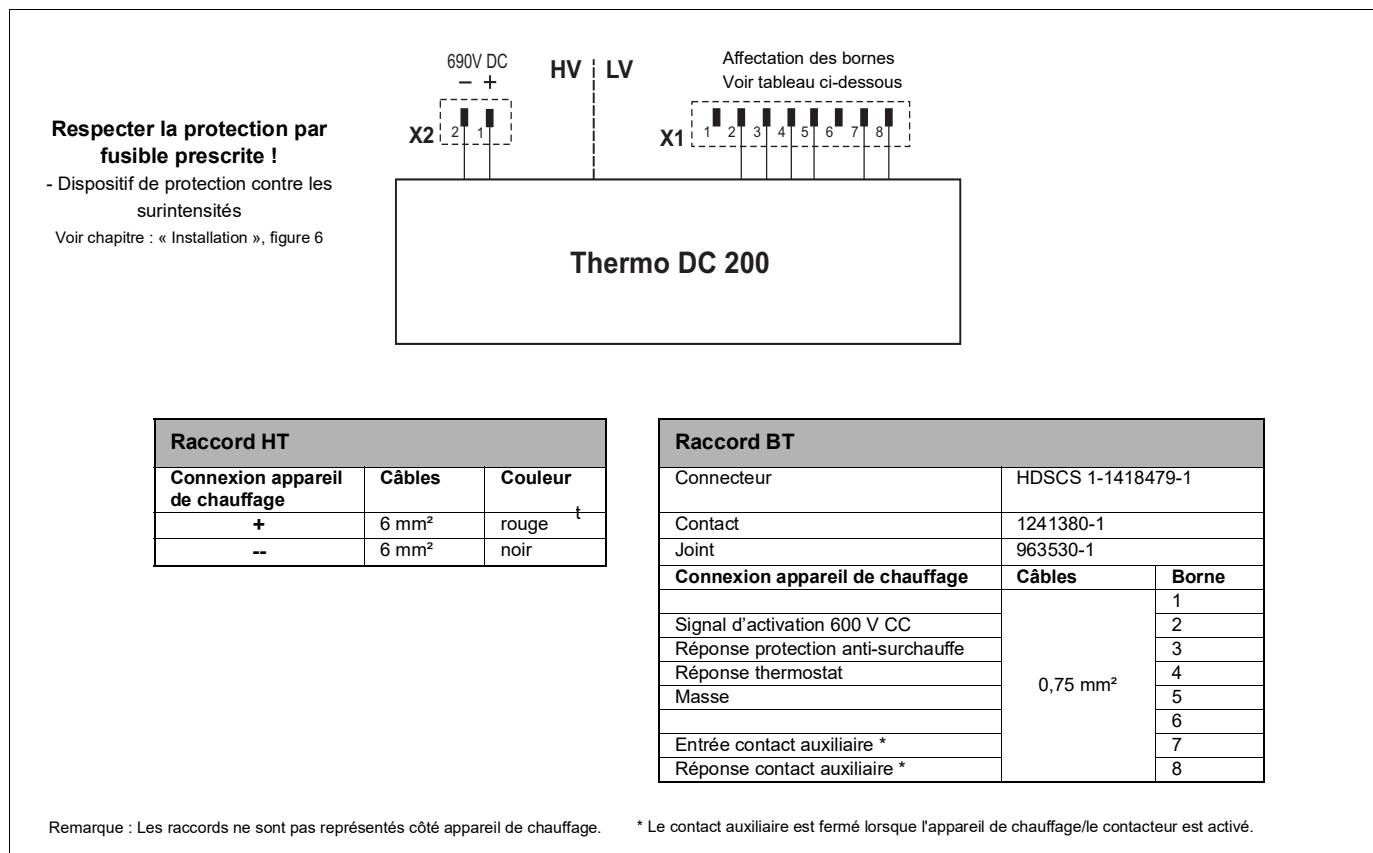 690V DC
− +
HV LV
Affectation des bornes
Voir tableau ci-dessous
Respecter la protection par
fusible prescrite !
- Dispositif de protection contre les
surintensités
Voir chapitre : « Installation », figure 6
X2
2 1
X1
1 2 3 4 5 6 7 8
Thermo DC 200
Raccord HT
Connexion appareil
de chauffage
Câbles
Couleur
t
+ 6 mm² rouge
-- 6 mm² noir
Raccord BT
Connecteur HDSCS 1-1418479-1
Contact 1241380-1
Joint 963530-1
Connexion appareil de chauffage Câbles Borne
1
Signal d’activation 600 V CC 2
Réponse protection anti-surchauffe 3
Réponse thermostat 4
0,75 mm²
Masse 5
6
Entrée contact auxiliaire * 7
Réponse contact auxiliaire * 8
Remarque : Les raccords ne sont pas représentés côté appareil de chauffage.
* Le contact auxiliaire est fermé lorsque l'appareil de chauffage/le contacteur est activé.